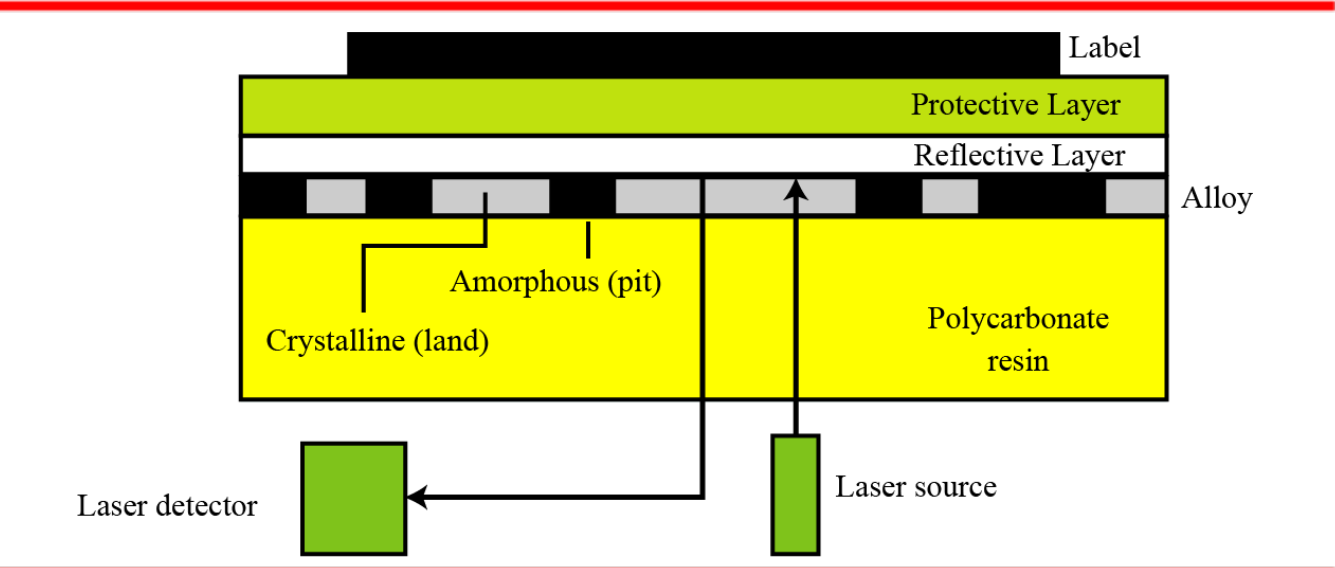 Label
Protective Layer
Reflective Layer
Alloy
Amorphous (pit)
Crystalline (land)
Polycarbonate
resin
Laser detector
Laser source